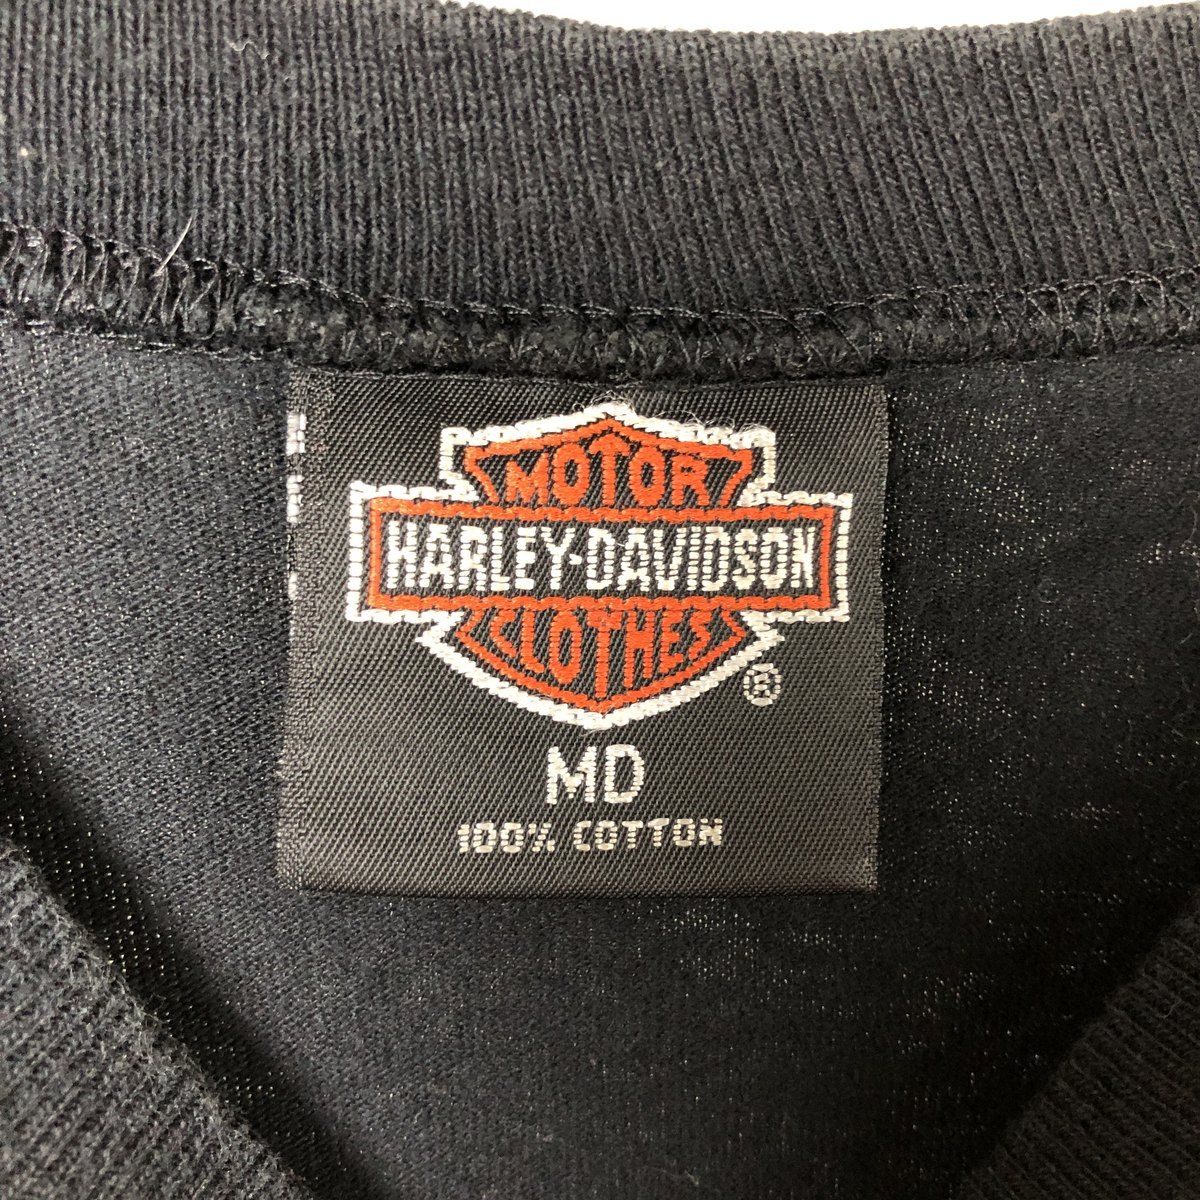 MOTOR
HARLEY-DAVIDSON
CLOTHES
®
MD
100% COTTON